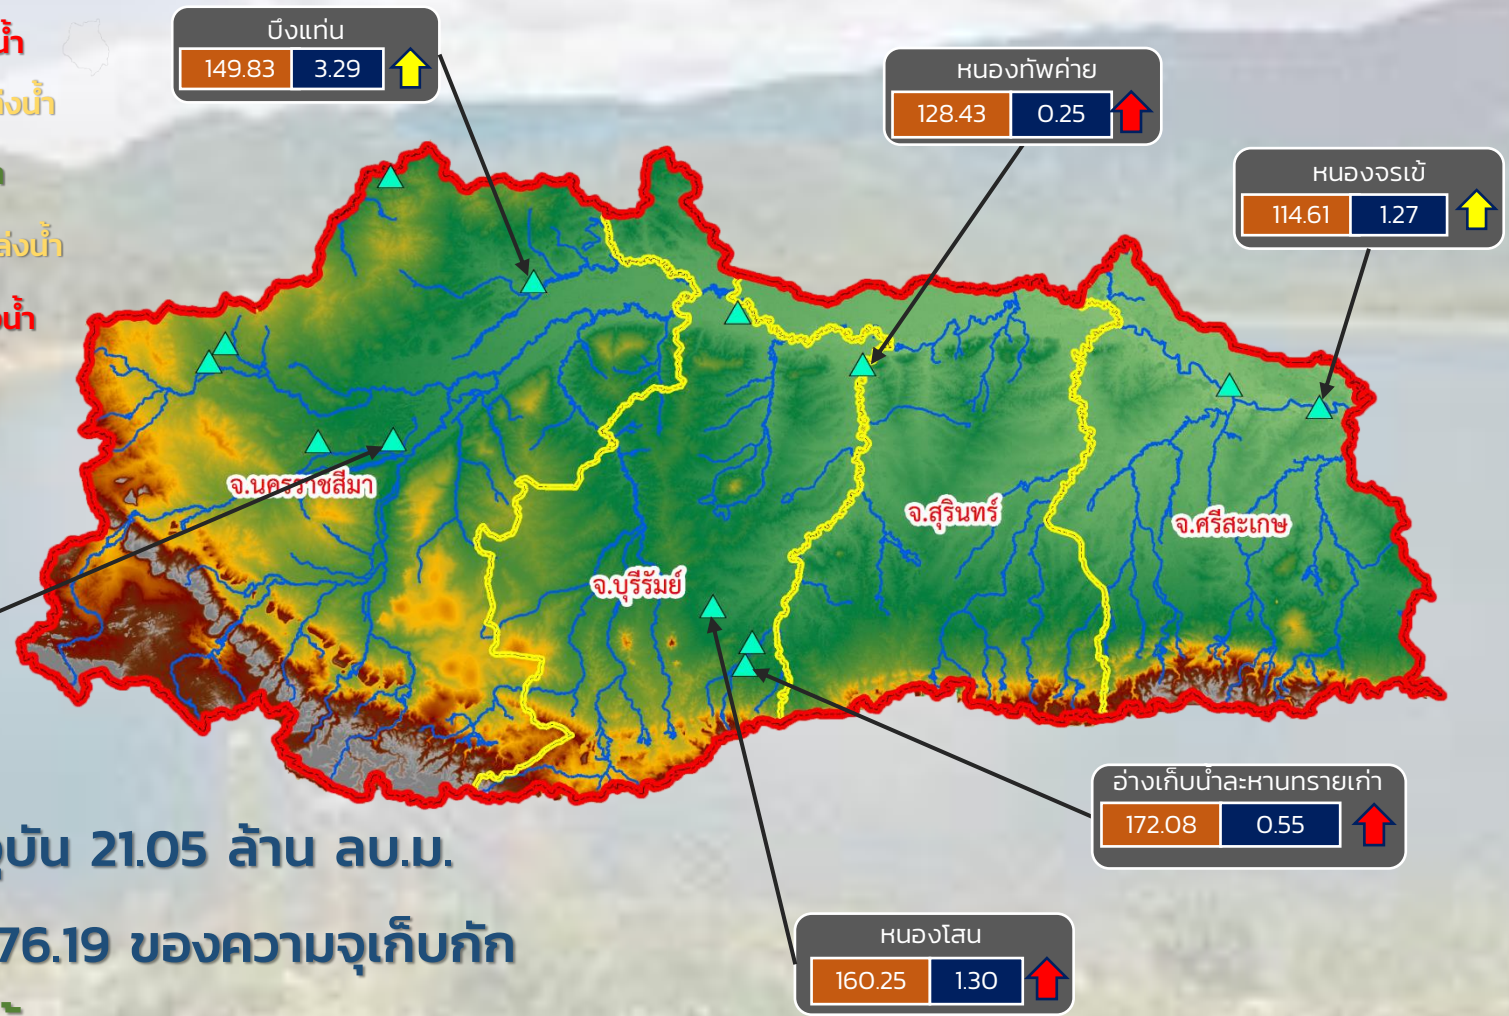 บึงแท่น
149.83 3.29
หนองทัพค่าย
128.43 0.25
หนองจรเข้
114.61 1.27
จ.นครราชสีมา
จ.บุรีรัมย์
จ.สุรินทร์
จ.ศรีสะเกษ
อ่างเก็บน้ำละหานทรายเก่า
172.08 0.55
21.05 ล้าน ลบ.ม.
76.19 ของความจุเก็บกัก
หนองโสน
160.25 1.30